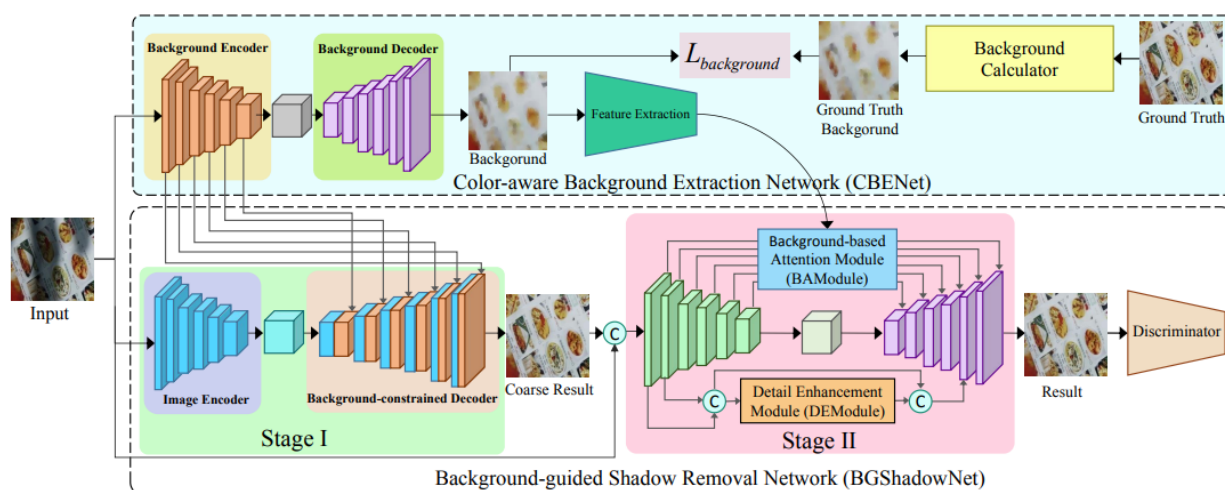 Background Encoder
Background Decoder
L_background
Background
Calculator
Feature Extraction
Ground Truth
Backgorund
Ground Truth
Backgorund
Color-aware Background Extraction Network (CBENet)
Input
Background-based
Attention Module
(BAModule)
C
Coarse Result
Discriminator
Image Encoder
Background-constrained Decoder
C
Detail Enhancement
Module (DEModule)
C
Result
Stage I
Stage II
Background-guided Shadow Removal Network (BGShadowNet)